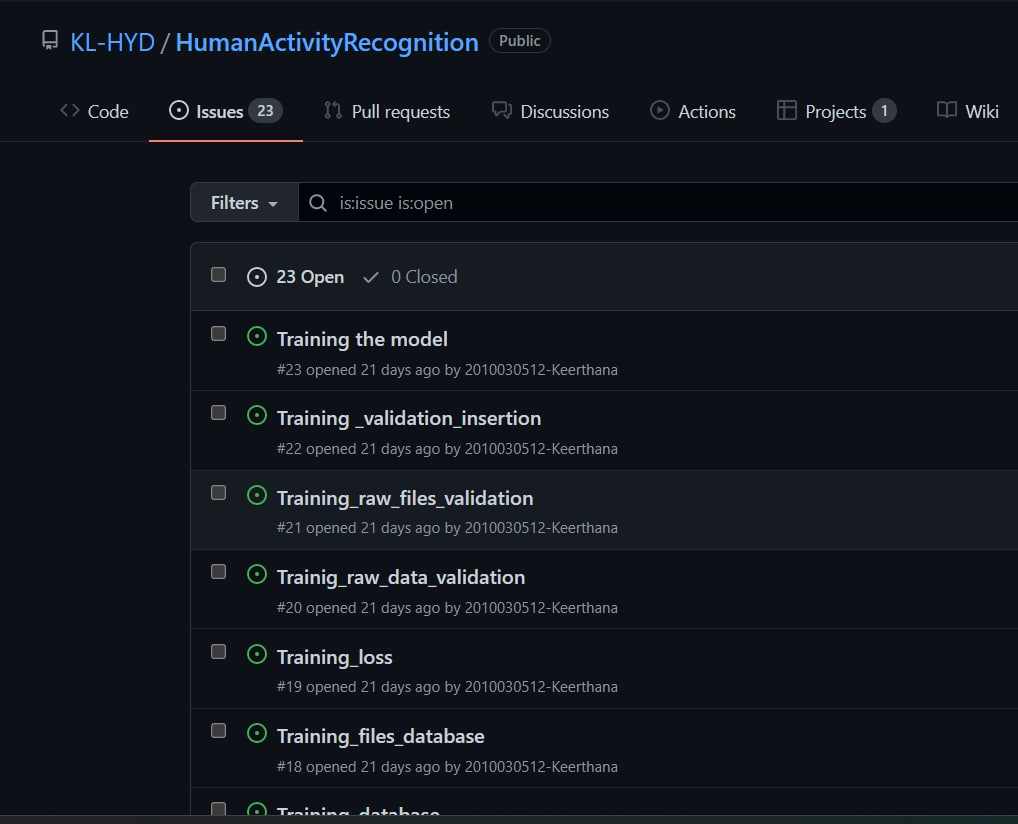 KL-HYD / HumanActivityRecognition Public
Code Issues 23 Pull requests Discussions Actions Projects 1 Wiki
Filters is:issue is:open
23 Open 0 Closed
Training the model
#23 opened 21 days ago by 2010030512-Keerthana
Training _validation_insertion
#22 opened 21 days ago by 2010030512-Keerthana
Training_raw_files_validation
#21 opened 21 days ago by 2010030512-Keerthana
Trainig_raw_data_validation
#20 opened 21 days ago by 2010030512-Keerthana
Training_loss
#19 opened 21 days ago by 2010030512-Keerthana
Training_files_database
#18 opened 21 days ago by 2010030512-Keerthana
Training_database